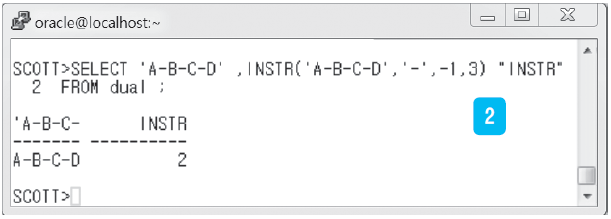 oracle@localhost:~
SCOTT>SELECT 'A-B-C-D' ,INSTR('A-B-C-D','-',-1,3) "INSTR"
2 FROM dual ;
2
'A-B-C- INSTR
------- ----------
A-B-C-D 2
SCOTT>